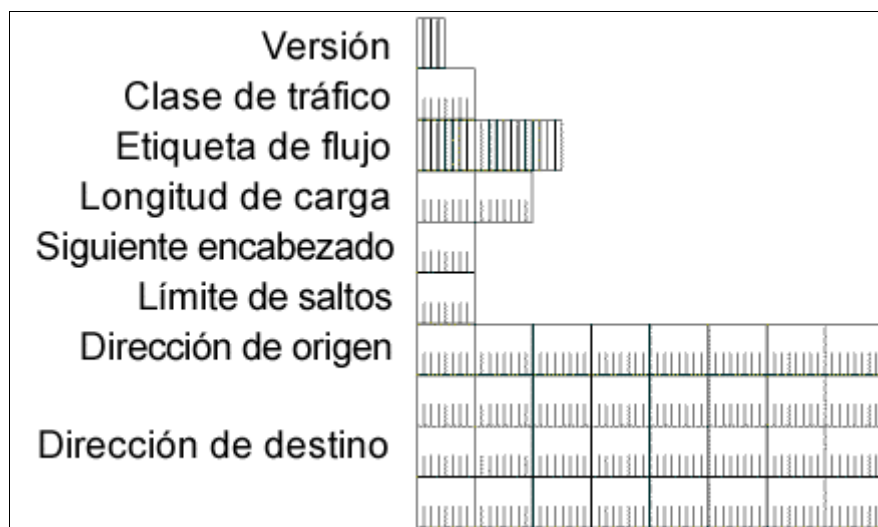 Versión
Clase de tráfico
Etiqueta de flujo
Longitud de carga
Siguiente encabezado
Límite de saltos
Dirección de origen
Dirección de destino